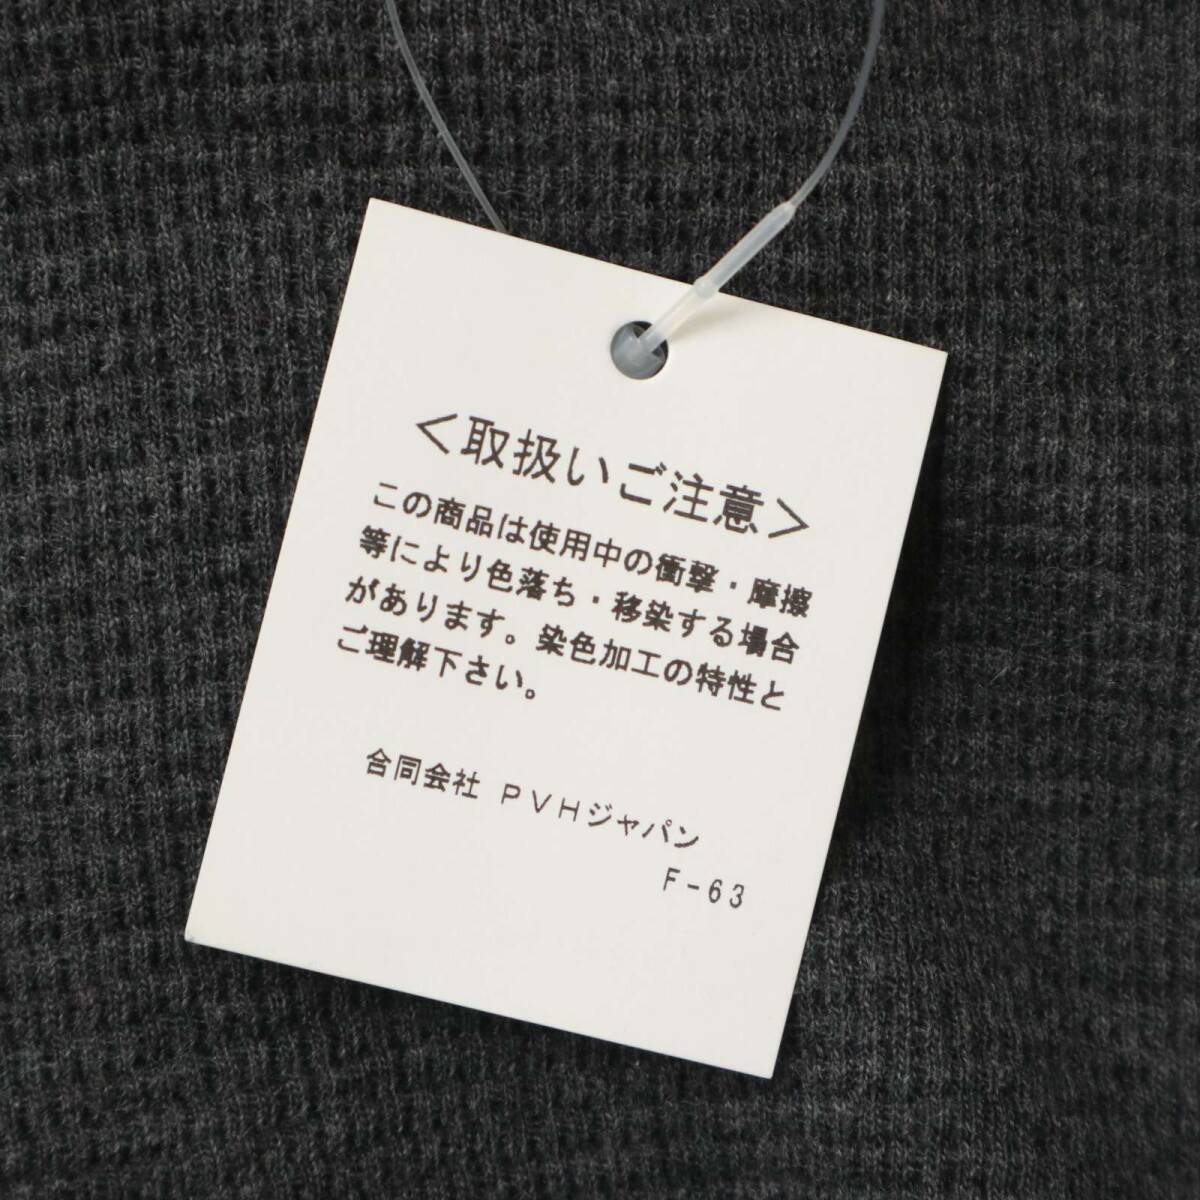 ＜取扱いご注意＞
この商品は使用中の衝撃・摩擦
等により色落ち・移染する場合
があります。染色加工の特性と
ご理解下さい。
合同会社 ＰＶＨジャパン
Ｆ－６３